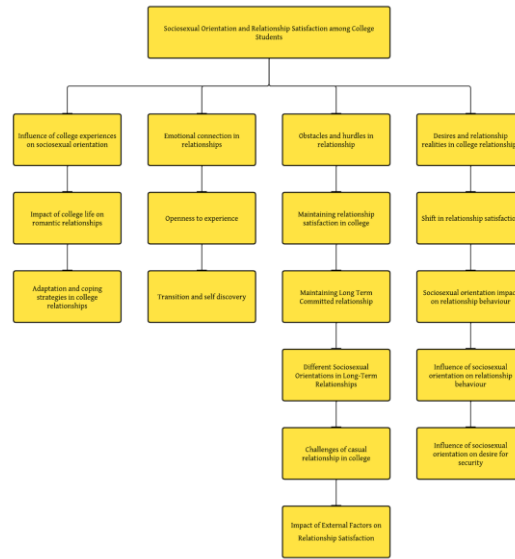 Sociosexual Orientation and Relationship Satisfaction among College
Students
Influence of college experiences
on sociosexual orientation
Impact of college life on
romantic relationships
Adaptation and coping
strategies in college
relationships
Emotional connection in
relationships
Openness to experience
Transition and self discovery
Obstacles and hurdles in
relationship
Maintaining relationship
satisfaction in college
Maintaining Long Term
Committed relationship
Different Sociosexual
Orientations in Long-Term
Relationships
Challenges of casual
relationship in college
Impact of External Factors on
Relationship Satisfaction
Desires and relationship
realities in college relationship
Shift in relationship satisfaction
Sociosexual orientation impact
on relationship behaviour
Influence of sociosexual
orientation on relationship
behaviour
Influence of sociosexual
orientation on desire for
security